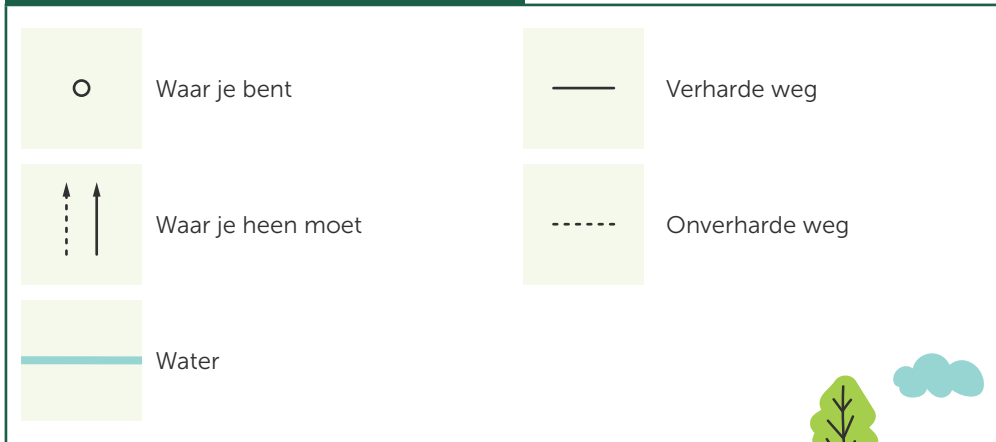 Waar je bent
Verharde weg
Waar je heen moet
Onverharde weg
Water